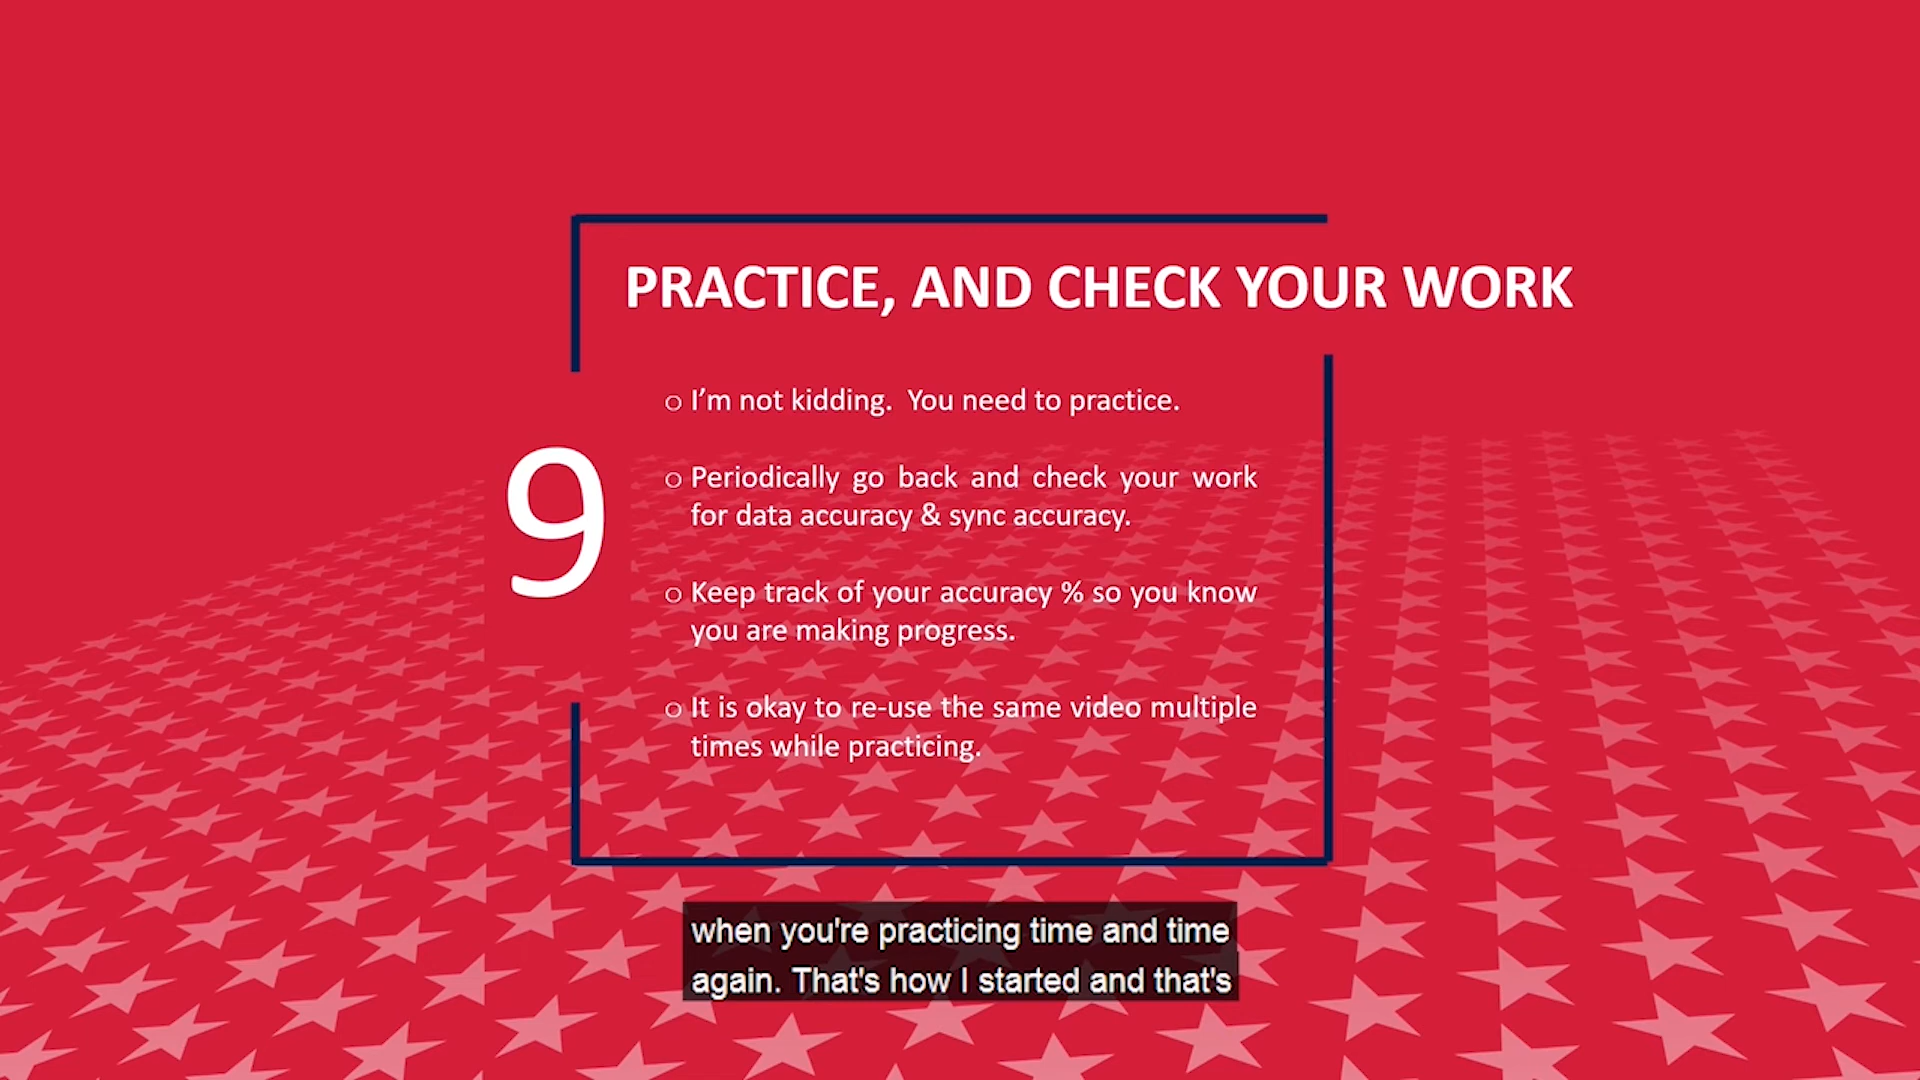 PRACTICE, AND CHECK YOUR WORK
9
o I’m not kidding.  You need to practice.
o Periodically go back and check your work
for data accuracy & sync accuracy.
o Keep track of your accuracy % so you know
you are making progress.
o It is okay to re-use the same video multiple
times while practicing.
when you're practicing time and time
again. That's how I started and that's